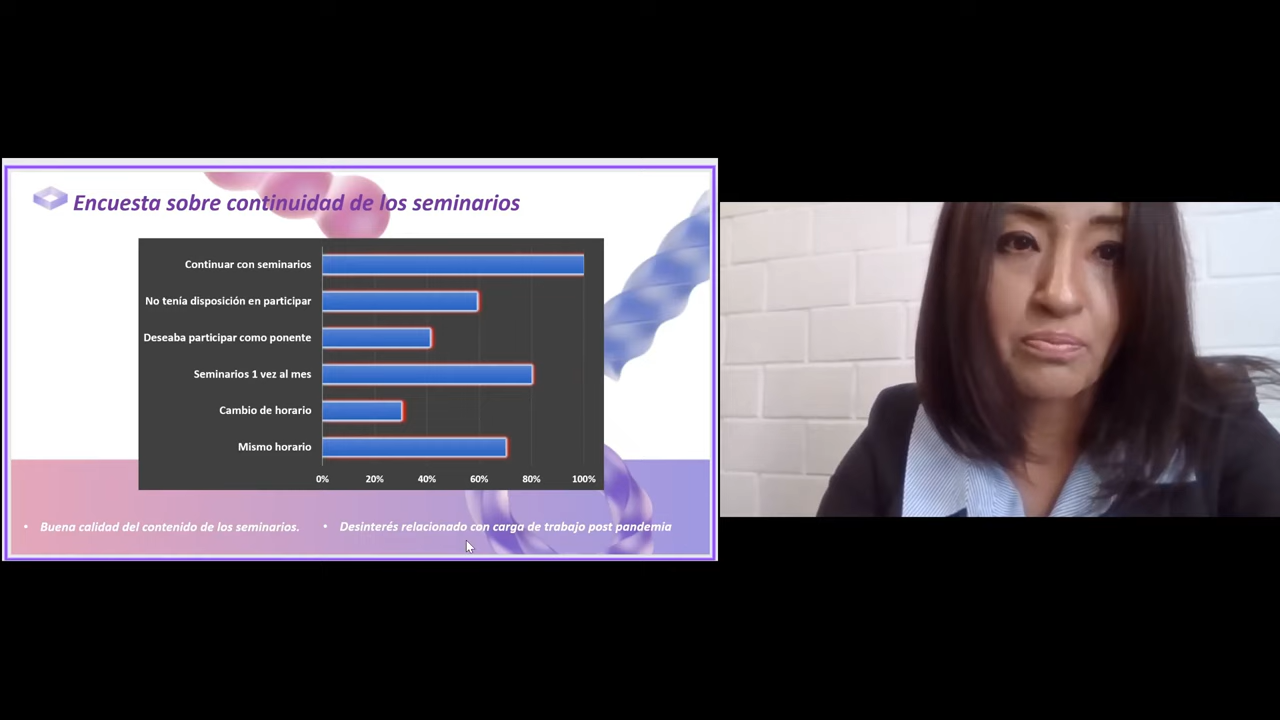 Encuesta sobre continuidad de los seminarios
Continuar con seminarios
No tenía disposición en participar
Deseaba participar como ponente
Seminarios 1 vez al mes
Cambio de horario
Mismo horario
0% 20% 40% 60% 80% 100%
• Buena calidad del contenido de los seminarios.
• Desinterés relacionado con carga de trabajo post pandemia